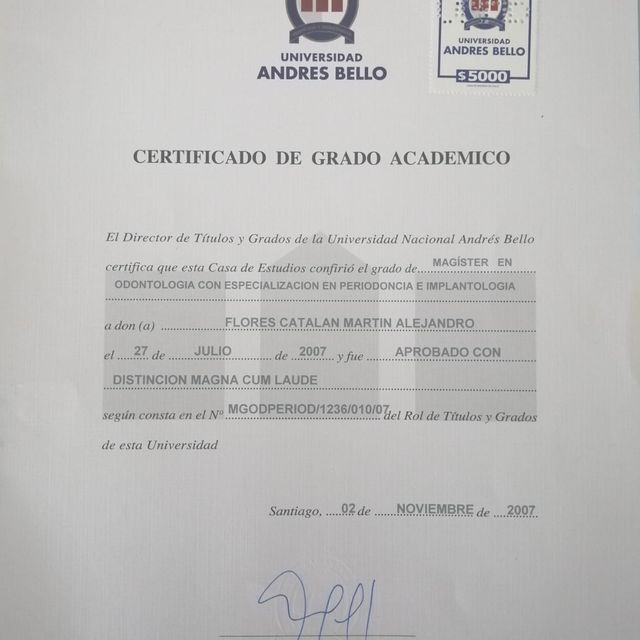 UNIVERSIDAD
ANDRES BELLO
UNIVERSIDAD
ANDRES BELLO
$5000
CERTIFICADO DE GRADO ACADEMICO
El Director de Títulos y Grados de la Universidad Nacional Andrés Bello
certifica que esta Casa de Estudios confirió el grado de MAGÍSTER EN
ODONTOLOGIA CON ESPECIALIZACION EN PERIODONCIA E IMPLANTOLOGIA
a don (a) FLORES CATALAN MARTIN ALEJANDRO
el 27 de JULIO de 2007 y fue APROBADO CON
DISTINCION MAGNA CUM LAUDE
según consta en el Nº MGODPERIOD/1236/010/07 del Rol de Títulos y Grados
de esta Universidad
Santiago, 02 de NOVIEMBRE de 2007